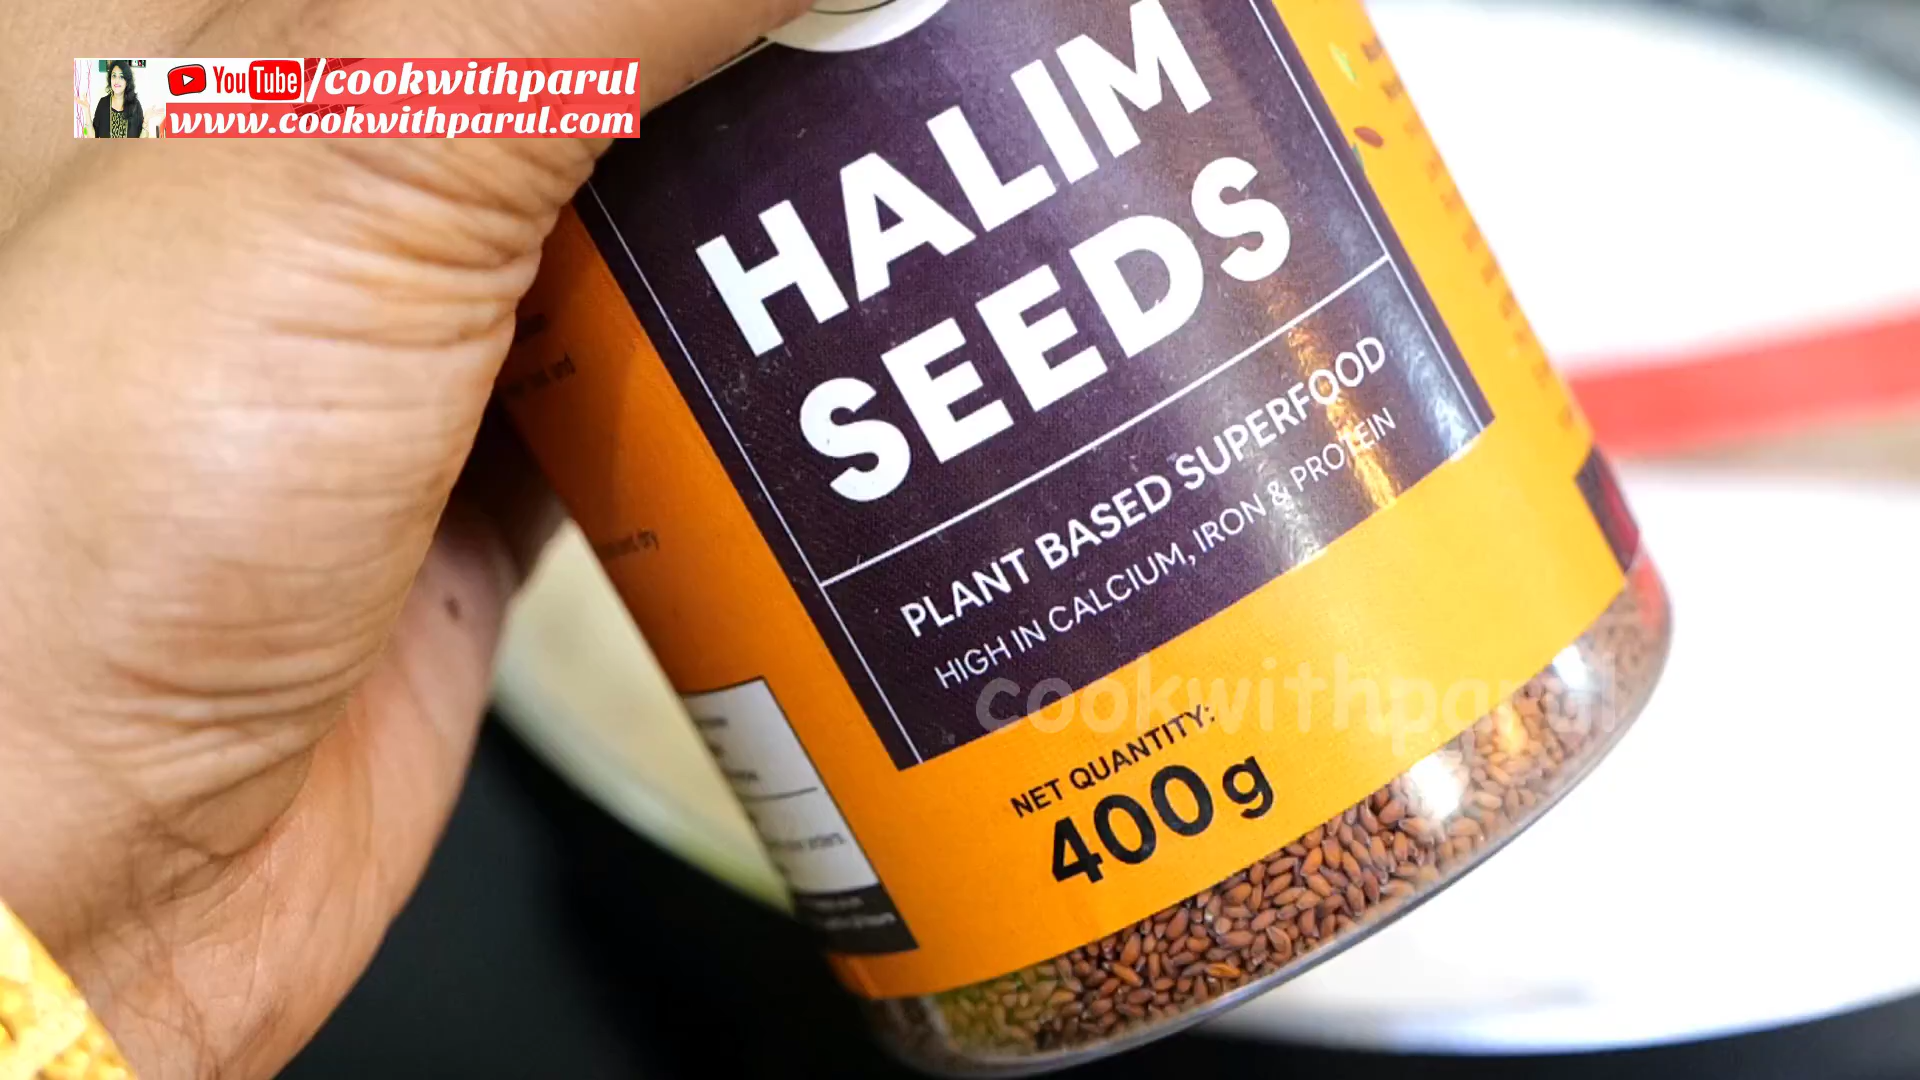 YouTube/cookwithparul
www.cookwithparul.com
HALIM
SEEDS
PLANT BASED SUPERFOOD
HIGH IN CALCIUM, IRON & PROTEIN
cookwithparul
NET QUANTITY:
400g